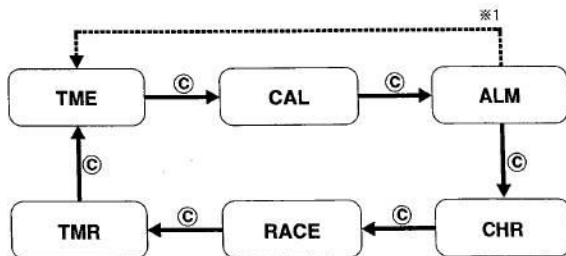 ※1
TME Ⓒ CAL Ⓒ ALM
Ⓒ Ⓒ
TMR Ⓒ RACE Ⓒ CHR